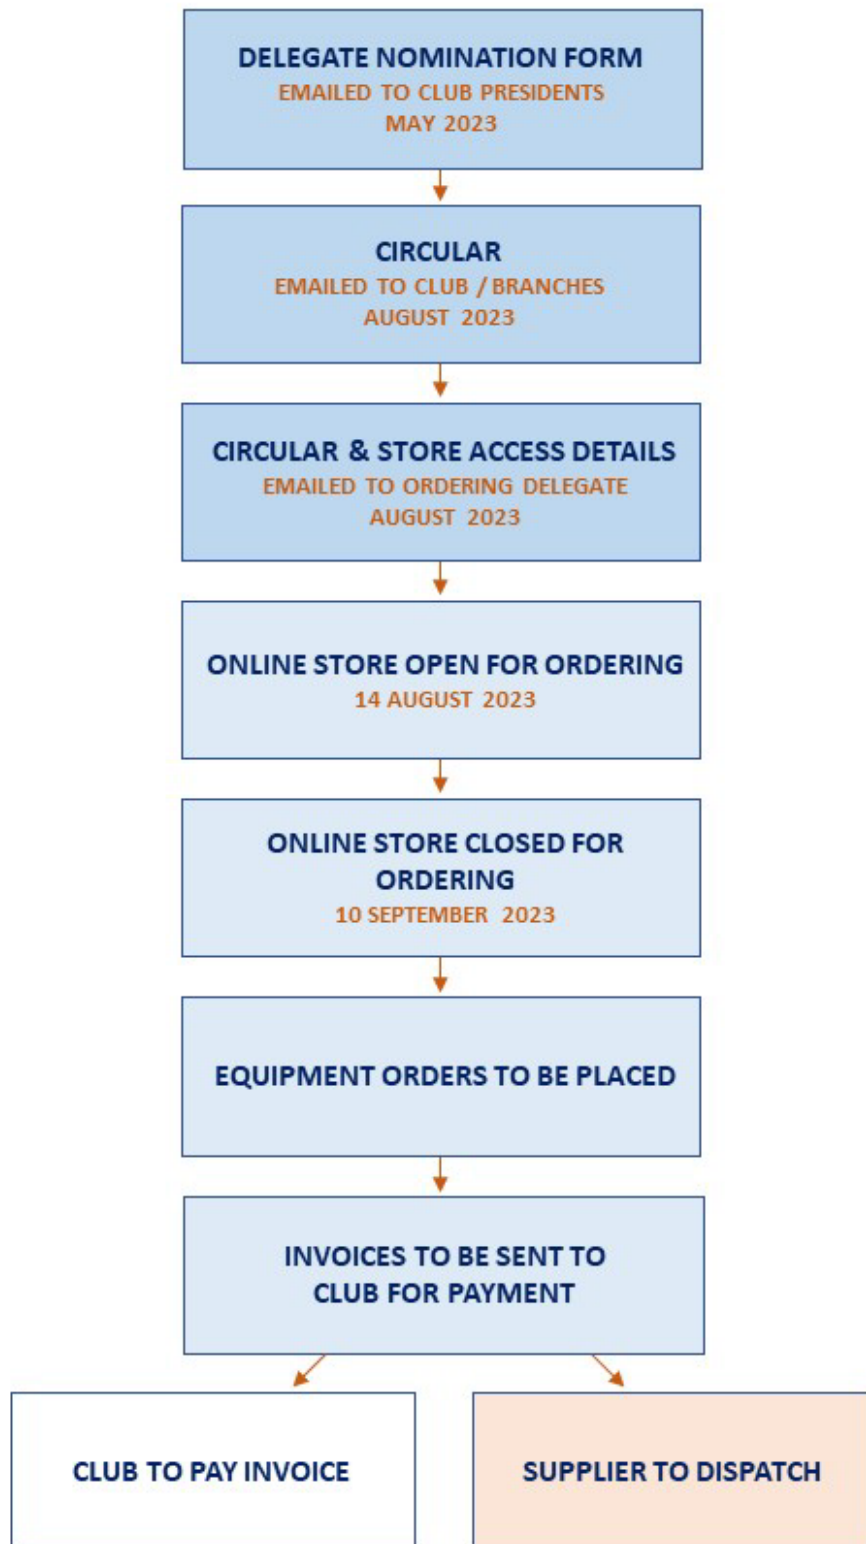 DELEGATE NOMINATION FORM
EMAILED TO CLUB PRESIDENTS
MAY 2023
CIRCULAR
EMAILED TO CLUB / BRANCHES
AUGUST 2023
CIRCULAR & STORE ACCESS DETAILS
EMAILED TO ORDERING DELEGATE
AUGUST 2023
ONLINE STORE OPEN FOR ORDERING
14 AUGUST 2023
ONLINE STORE CLOSED FOR
ORDERING
10 SEPTEMBER 2023
EQUIPMENT ORDERS TO BE PLACED
INVOICES TO BE SENT TO
CLUB FOR PAYMENT
CLUB TO PAY INVOICE
SUPPLIER TO DISPATCH